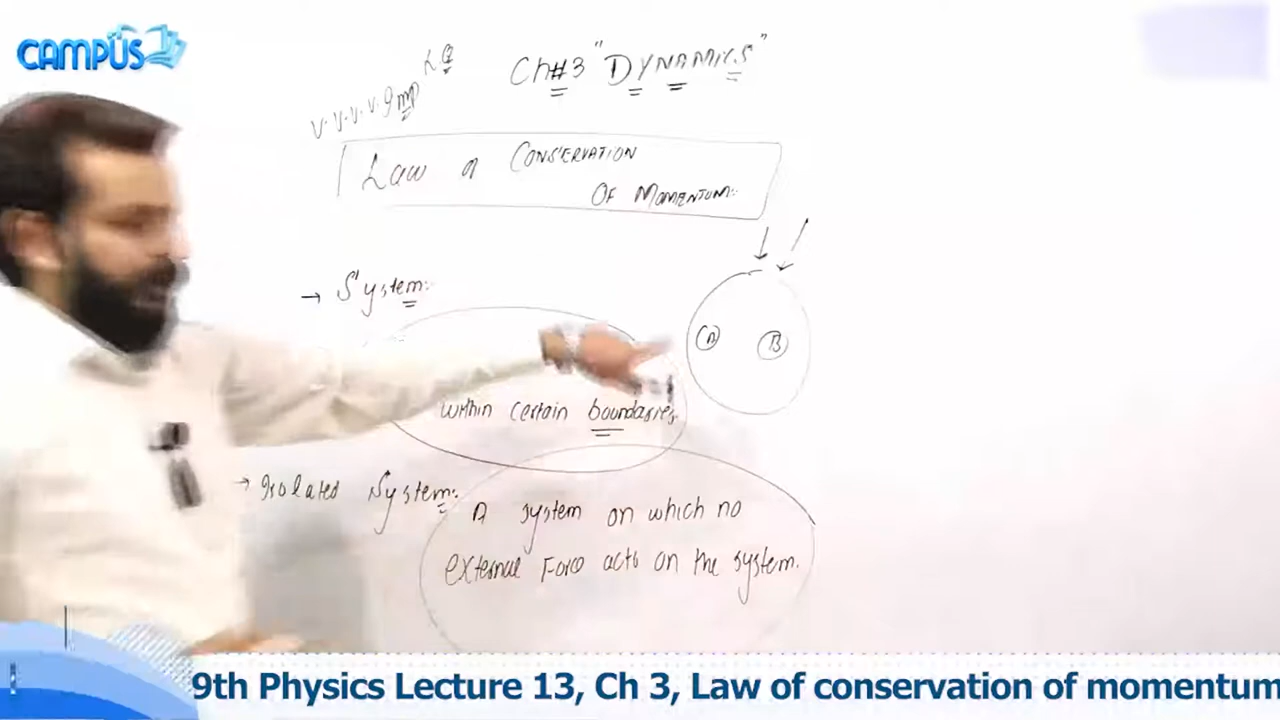 CAMPUS
LQ
Ch#3 "DYNAMICS"
V.V.V.V.Imp
Law of CONSERVATION
OF MOMENTUM:
→ System:
A B
within certain boundaries.
→ Isolated System:
A system on which no
external Force acts on the system.
9th Physics Lecture 13, Ch 3, Law of conservation of momentum